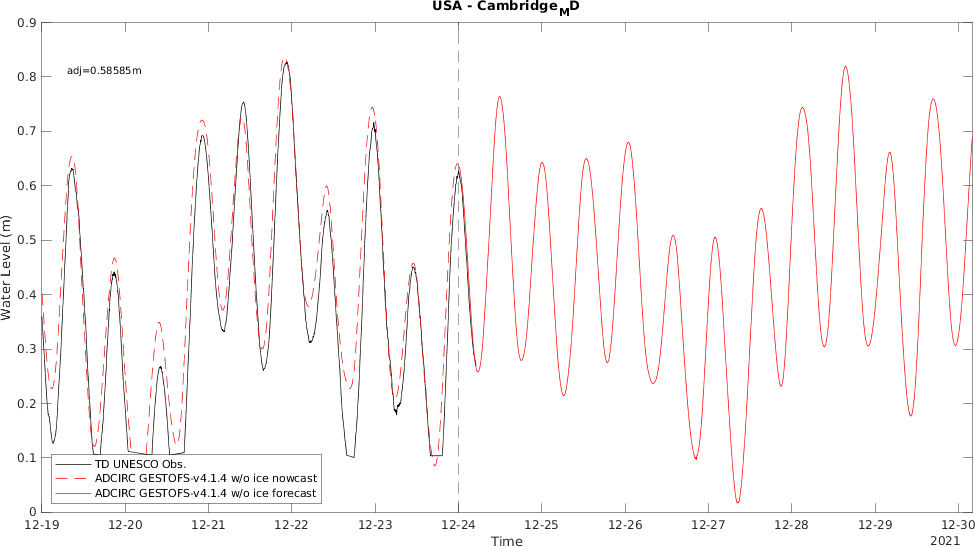 USA - Cambridge_MD
0.9
0.8
0.7
0.6
0.5
0.4
0.3
0.2
0.1
0
Water Level (m)
adj=0.58585m
TD UNESCO Obs.
ADCIRC GESTOFS-v4.1.4 w/o ice nowcast
ADCIRC GESTOFS-v4.1.4 w/o ice forecast
12-19 12-20 12-21 12-22 12-23 12-24 12-25 12-26 12-27 12-28 12-29 12-30
Time
2021